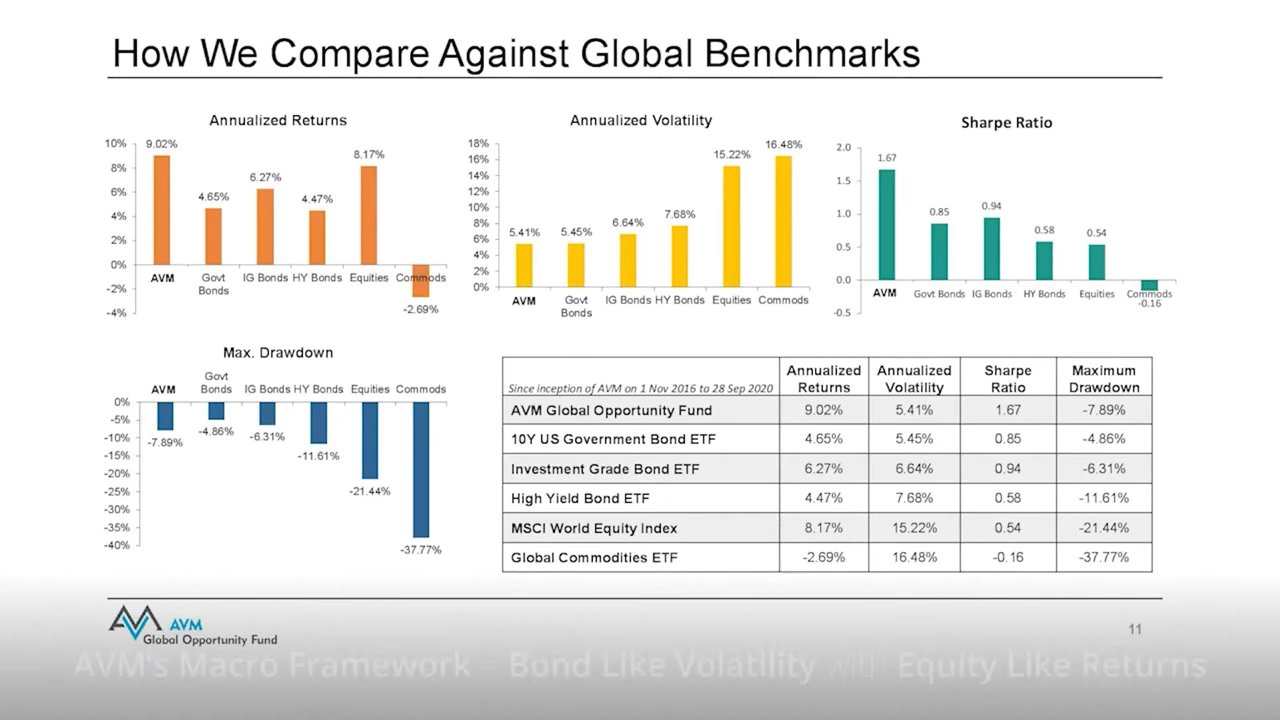 How We Compare Against Global Benchmarks
Annualized Returns
10%
8%
6%
4%
2%
0%
-2%
-4%
9.02%
4.65%
6.27%
4.47%
8.17%
-2.69%
AVM
Govt
Bonds
IG Bonds
HY Bonds
Equities
Commods
Annualized Volatility
18%
16%
14%
12%
10%
8%
6%
4%
2%
0%
5.41%
5.45%
6.64%
7.68%
15.22%
16.48%
AVM
Govt
Bonds
IG Bonds
HY Bonds
Equities
Commods
Sharpe Ratio
2.0
1.5
1.0
0.5
0.0
-0.5
1.67
0.85
0.94
0.58
0.54
-0.16
AVM
Govt Bonds
IG Bonds
HY Bonds
Equities
Commods
Max. Drawdown
AVM
Govt
Bonds
IG Bonds
HY Bonds
Equities
Commods
0%
-5%
-10%
-15%
-20%
-25%
-30%
-35%
-40%
-7.89%
-4.86%
-6.31%
-11.61%
-21.44%
-37.77%
Since inception of AVM on 1 Nov 2016 to 28 Sep 2020
Annualized
Returns
Annualized
Volatility
Sharpe
Ratio
Maximum
Drawdown
AVM Global Opportunity Fund 9.02% 5.41% 1.67 -7.89%
10Y US Government Bond ETF 4.65% 5.45% 0.85 -4.86%
Investment Grade Bond ETF 6.27% 6.64% 0.94 -6.31%
High Yield Bond ETF 4.47% 7.68% 0.58 -11.61%
MSCI World Equity Index 8.17% 15.22% 0.54 -21.44%
Global Commodities ETF -2.69% 16.48% -0.16 -37.77%
AVM
Global Opportunity Fund
11
AVM's Macro Framework – Bond Like Volatility with Equity Like Returns